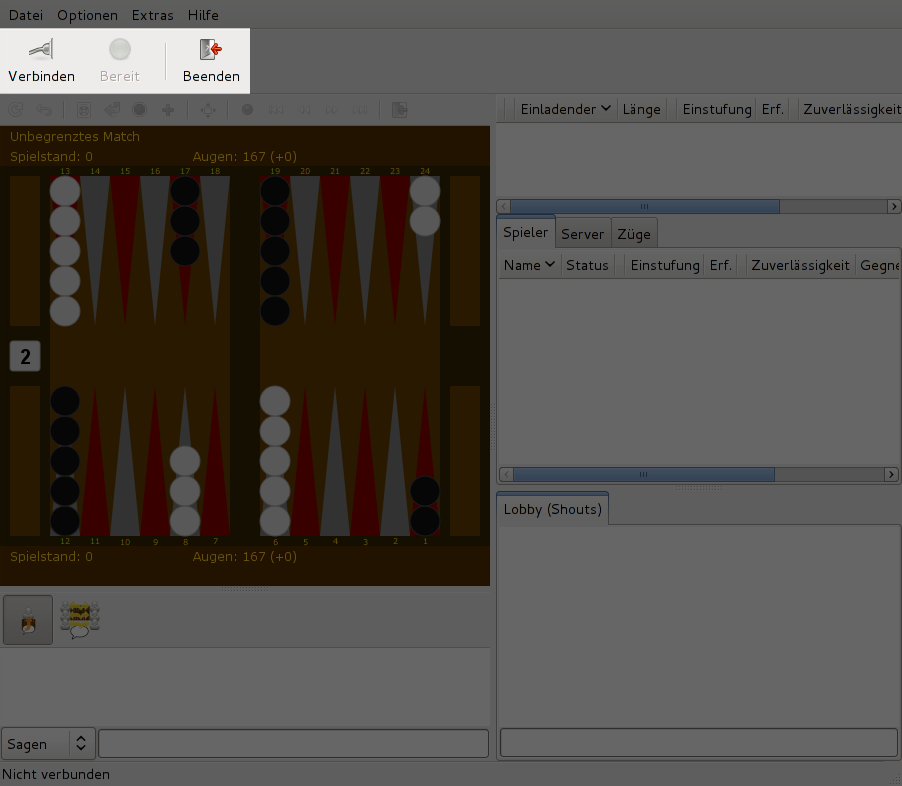 Datei Optionen Extras Hilfe
Verbinden Bereit Beenden
Einladender Länge Einstufung Erf. Zuverlässigkeit
Unbegrenztes Match
Spielstand: 0 Augen: 167 (+0)
13 14 15 16 17 18 19 20 21 22 23 24
Spieler Server Züge
Name Status Einstufung Erf. Zuverlässigkeit Gegne
2
12 11 10 9 8 7 6 5 4 3 2 1
Spielstand: 0 Augen: 167 (+0)
Lobby (Shouts)
Sagen
Nicht verbunden